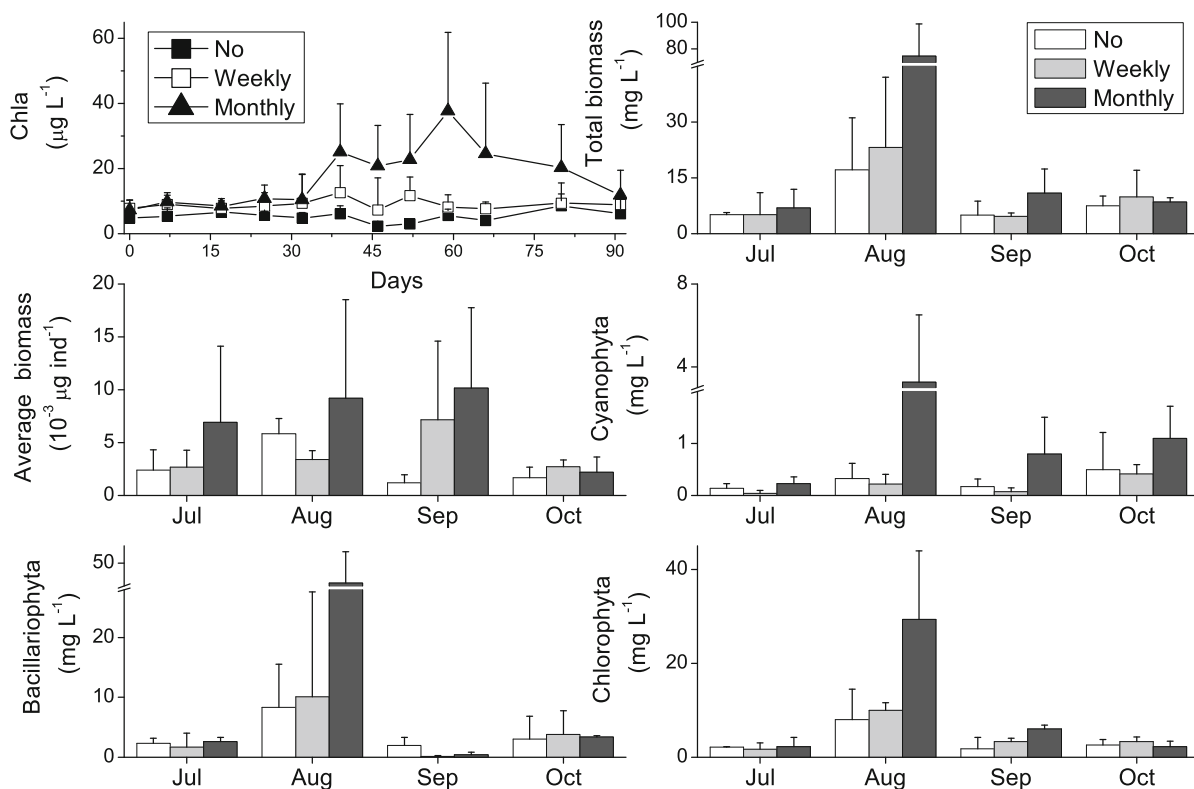 Chla
(μg L⁻¹)
60
40
20
0
No
Weekly
Monthly
0 15 30 45 60 75 90
Days
Total biomass
(mg L⁻¹)
100
80
30
15
0
No
Weekly
Monthly
Jul Aug Sep Oct
Average biomass
(10⁻³ μg ind⁻¹)
20
15
10
5
0
Jul Aug Sep Oct
Cyanophyta
(mg L⁻¹)
8
4
1
0
Jul Aug Sep Oct
Bacillariophyta
(mg L⁻¹)
50
20
10
0
Jul Aug Sep Oct
Chlorophyta
(mg L⁻¹)
40
20
0
Jul Aug Sep Oct